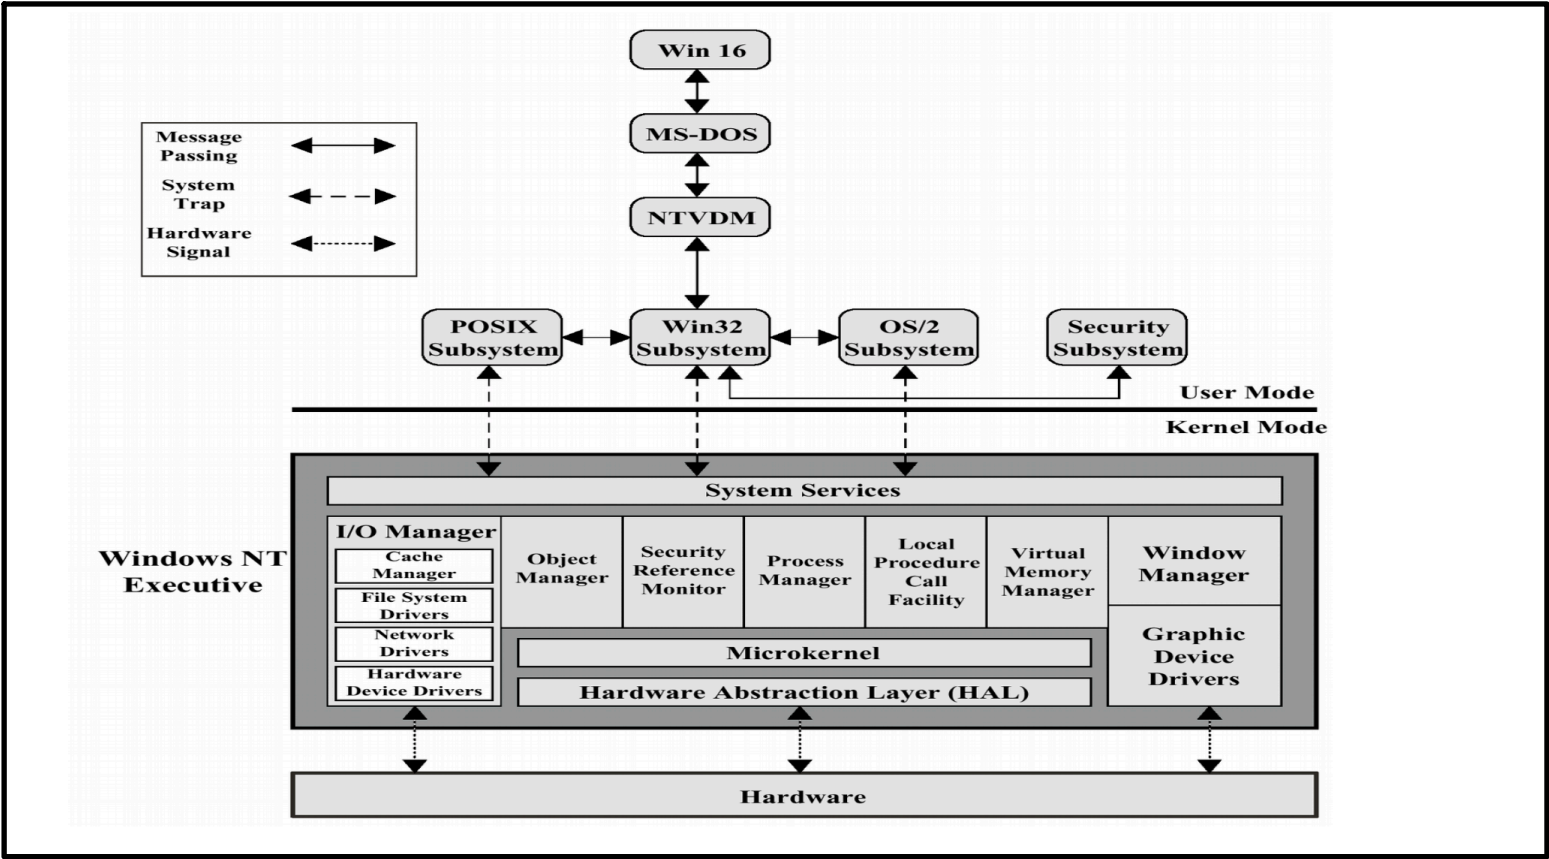 Win 16
MS-DOS
NTVDM
Message
Passing
System
Trap
Hardware
Signal
POSIX
Subsystem
Win32
Subsystem
OS/2
Subsystem
Security
Subsystem
User Mode
Kernel Mode
Windows NT
Executive
System Services
I/O Manager
Cache
Manager
File System
Drivers
Network
Drivers
Hardware
Device Drivers
Object
Manager
Security
Reference
Monitor
Process
Manager
Local
Procedure
Call
Facility
Virtual
Memory
Manager
Window
Manager
Graphic
Device
Drivers
Microkernel
Hardware Abstraction Layer (HAL)
Hardware